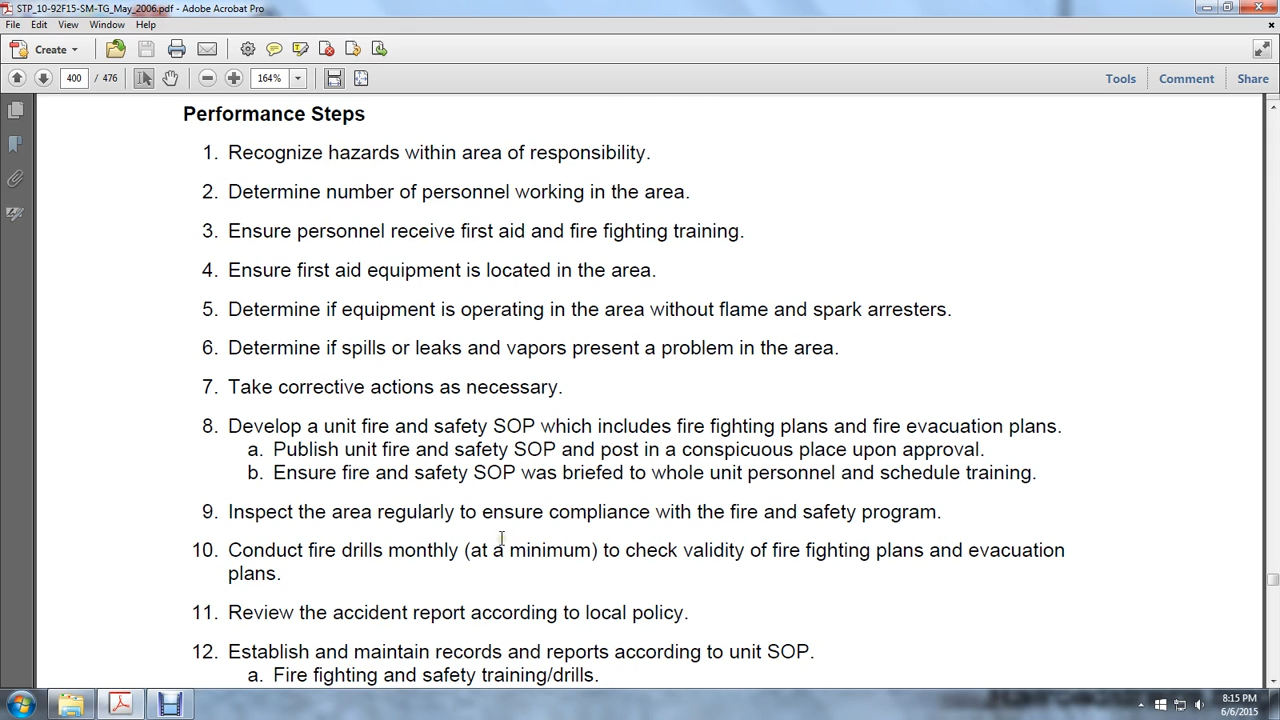 STP_10-92F15-SM-TG_May_2006.pdf - Adobe Acrobat Pro
File Edit View Window Help
Create
400 / 476 164% Tools Comment Share
Performance Steps
1. Recognize hazards within area of responsibility.
2. Determine number of personnel working in the area.
3. Ensure personnel receive first aid and fire fighting training.
4. Ensure first aid equipment is located in the area.
5. Determine if equipment is operating in the area without flame and spark arresters.
6. Determine if spills or leaks and vapors present a problem in the area.
7. Take corrective actions as necessary.
8. Develop a unit fire and safety SOP which includes fire fighting plans and fire evacuation plans.
a. Publish unit fire and safety SOP and post in a conspicuous place upon approval.
b. Ensure fire and safety SOP was briefed to whole unit personnel and schedule training.
9. Inspect the area regularly to ensure compliance with the fire and safety program.
10. Conduct fire drills monthly (at a minimum) to check validity of fire fighting plans and evacuation
plans.
11. Review the accident report according to local policy.
12. Establish and maintain records and reports according to unit SOP.
a. Fire fighting and safety training/drills.
8:15 PM
6/6/2015